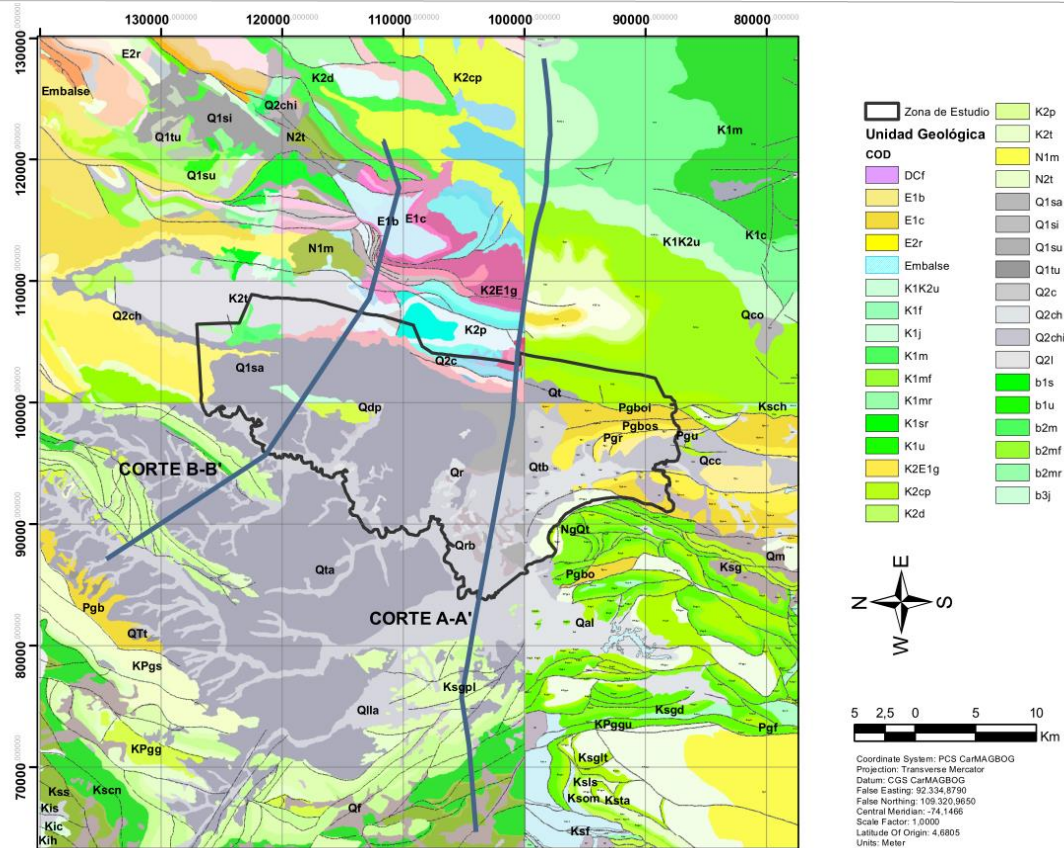 130000 120000 110000 100000 90000 80000
130000
120000
110000
100000
90000
80000
70000
E2r
Embalse
K2d
K2cp
Q2chi
Q1si
Q1tu
N2t
Q1su
K1m
E1b
E1c
N1m
K1K2u
K1c
K2E1g
K2t
Q2ch
K2p
Qco
Q2c
Q1sa
Qt
Qdp
Pgbol
Ksch
Pgbos
Pgr
Pgu
Qcc
CORTE B-B'
Qr
Qtb
NgQt
Qrb
Qm
Qta
Ksg
Pgbo
Pgb
CORTE A-A'
Qal
QTt
KPgs
Ksgpl
Qlla
Ksgd
KPggu
Pgf
KPgg
Ksglt
Ksls
Kss
Kscn
Ksom
Ksta
Kis
Qf
Kic
Ksf
Kih
Zona de Estudio
Unidad Geológica
COD
DCf
E1b
E1c
E2r
Embalse
K1K2u
K1f
K1j
K1m
K1mf
K1mr
K1sr
K1u
K2E1g
K2cp
K2d
K2p
K2t
N1m
N2t
Q1sa
Q1si
Q1su
Q1tu
Q2c
Q2ch
Q2chi
Q2l
b1s
b1u
b2m
b2mf
b2mr
b3j
E
N S
W
5 2,5 0 5 10
Km
Coordinate System: PCS CarMAGBOG
Projection: Transverse Mercator
Datum: CGS CarMAGBOG
False Easting: 92.334,8790
False Northing: 109.320,9650
Central Meridian: -74,1466
Scale Factor: 1,0000
Latitude Of Origin: 4,6805
Units: Meter